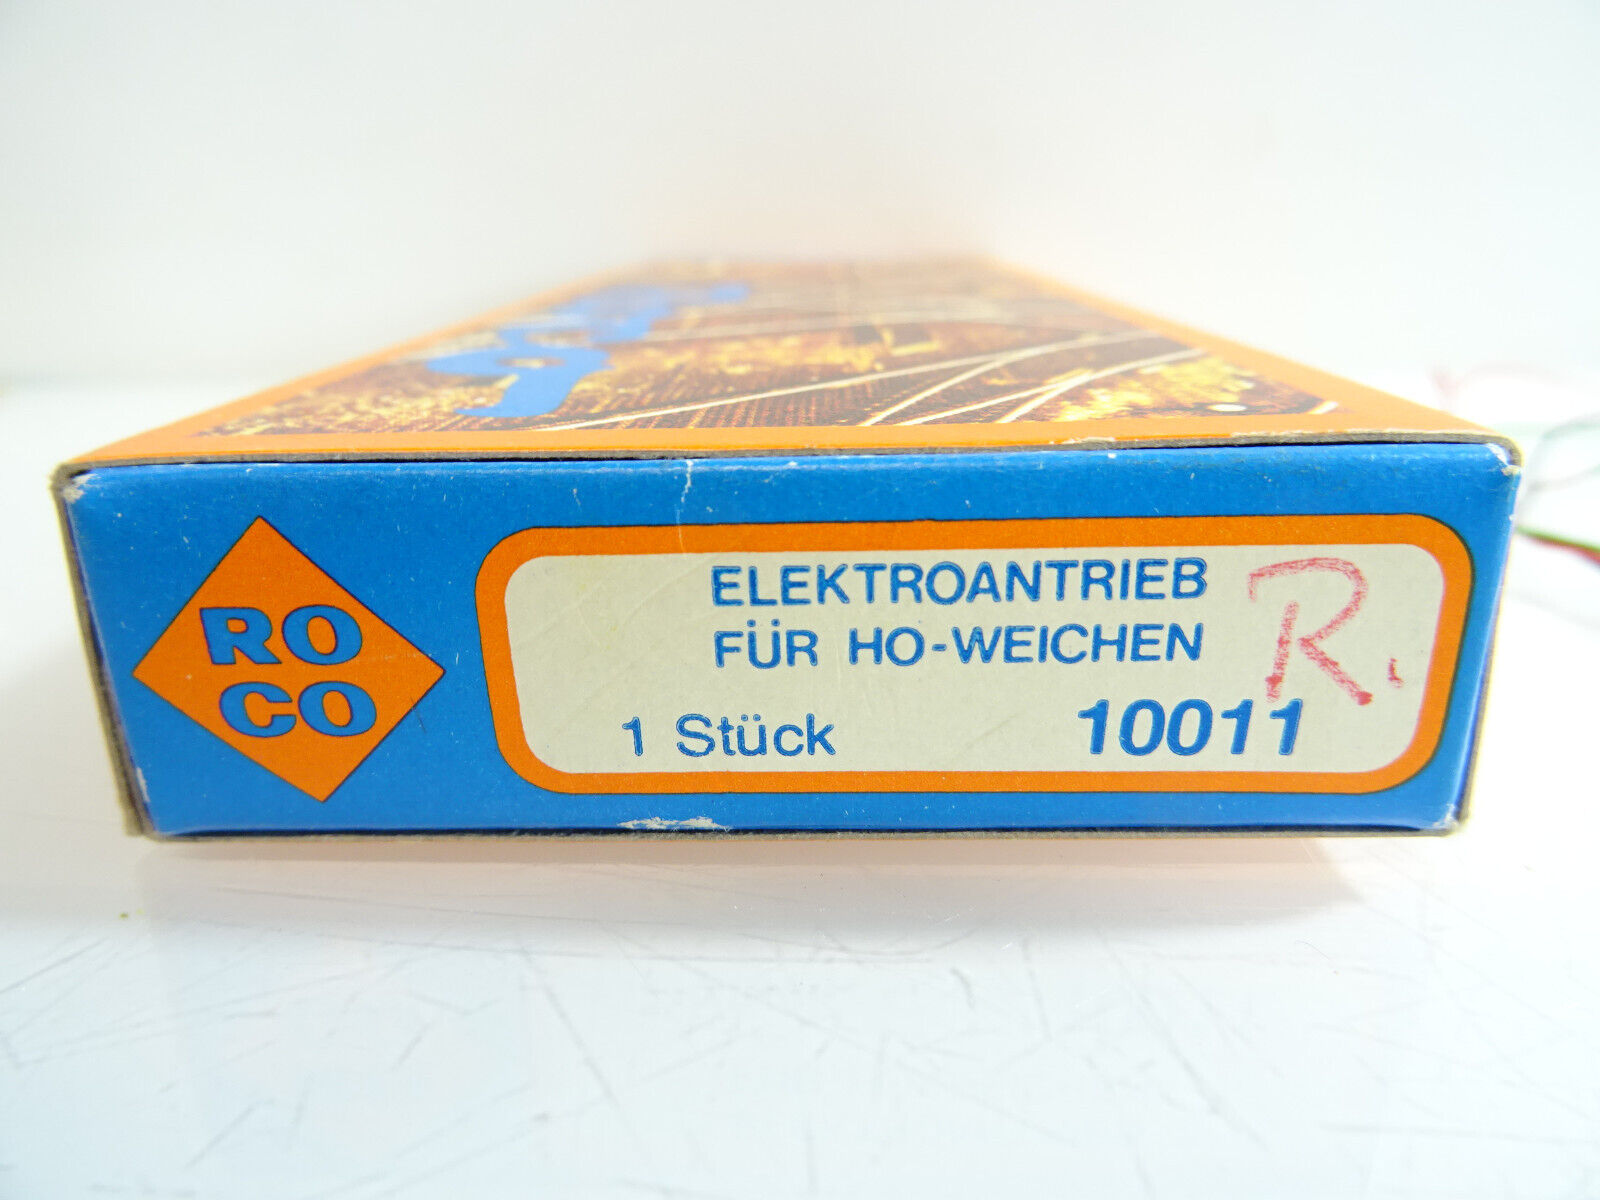 RO
CO
ELEKTROANTRIEB
FÜR HO-WEICHEN
R.
1 Stück 10011